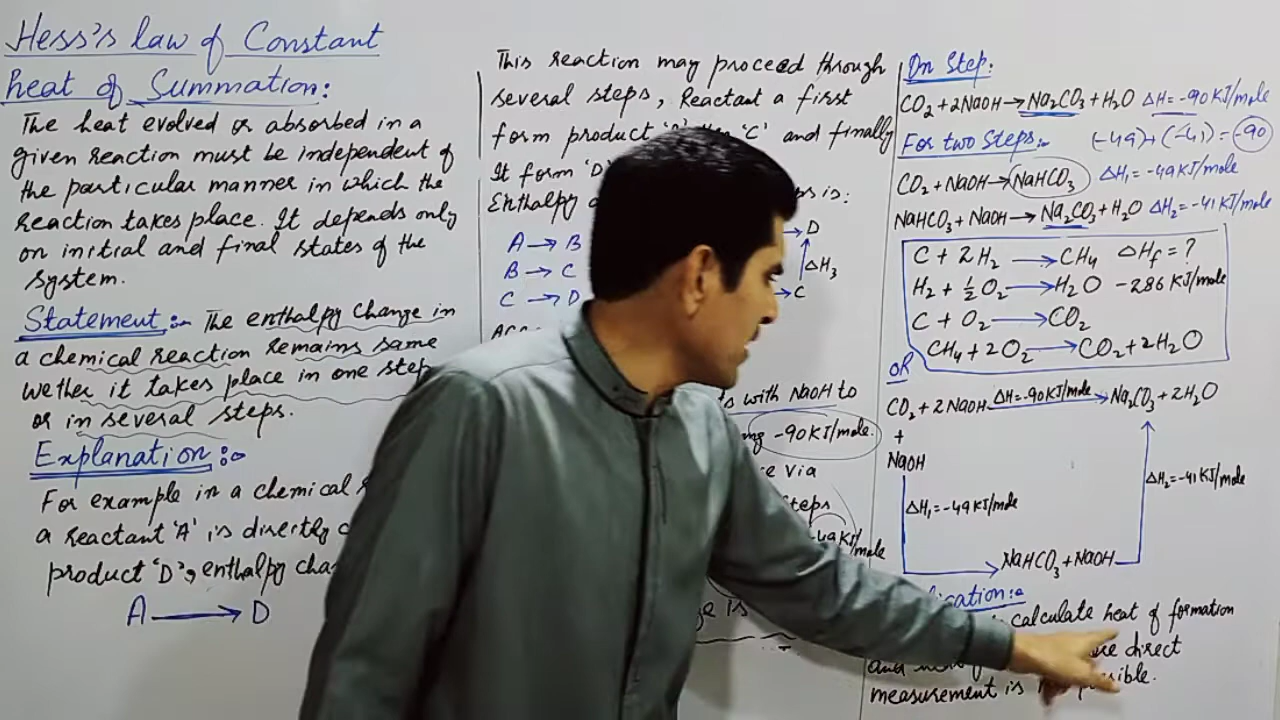 Hess's law of Constant
heat of Summation:
The heat evolved or absorbed in a
given reaction must be independent of
the particular manner in which the
reaction takes place. It depends only
on initial and final states of the
system.
Statement:- The enthalpy change in
a chemical reaction remains same
wether it takes place in one step
or in several steps.
Explanation:-
For example in a chemical
a reactant 'A' is directly
product 'D', enthalpy
A → D
This reaction may proceed through
several steps, Reactant a first
form product 'C' and finally
It form 'D'
Enthalpy is:
A → B
B → C
C → D
→ D
ΔH3
→ C
with NaOH to
-90 KJ/mole.
via
steps
-49 KJ/mole
is
On Step:
CO2 + 2NaOH → Na2CO3 + H2O ΔH = -90 KJ/mole
For two Steps:- (-49) + (-41) = -90
CO2 + NaOH → NaHCO3 ΔH1 = -49 KJ/mole
NaHCO3 + NaOH → Na2CO3 + H2O ΔH2 = -41 KJ/mole
C + 2H2 → CH4 ΔHf = ?
H2 + ½O2 → H2O -286 KJ/mole
C + O2 → CO2
CH4 + 2O2 → CO2 + 2H2O
OR
CO2 + 2NaOH ΔH = -90 KJ/mole → Na2CO3 + 2H2O
+
NaOH
ΔH1 = -49 KJ/mole
ΔH2 = -41 KJ/mole
NaHCO3 + NaOH
calculate heat of formation
and direct
measurement is